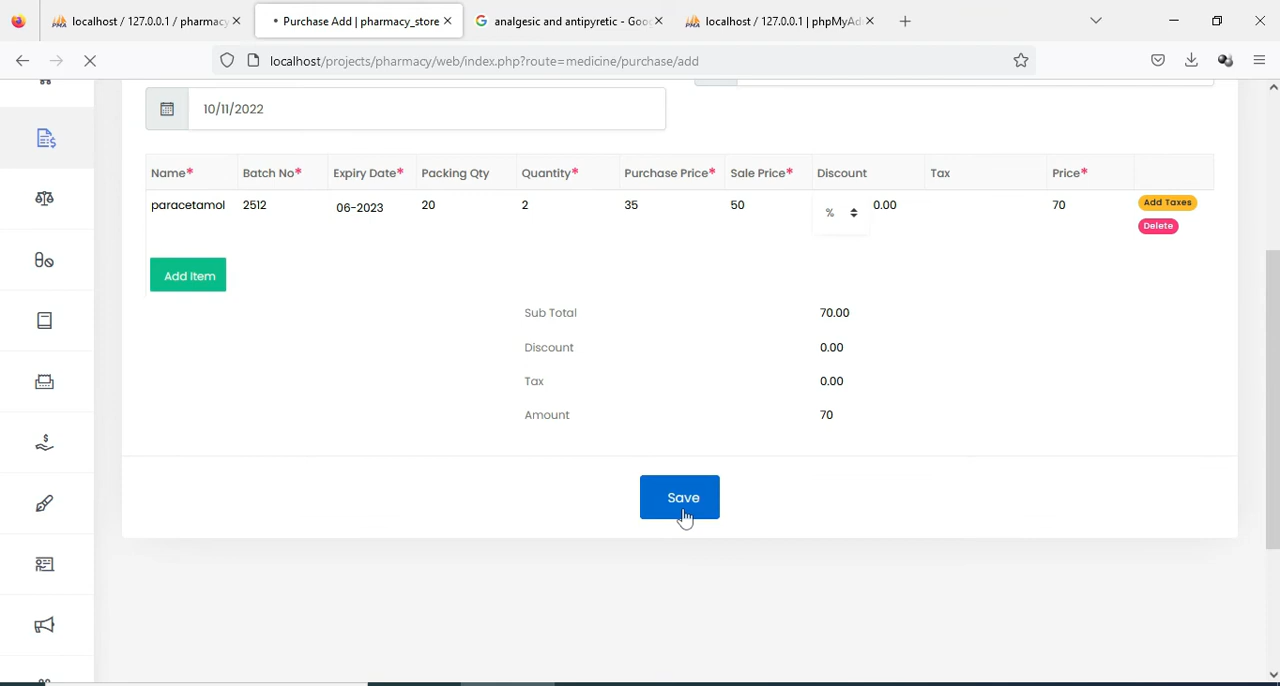 localhost / 127.0.0.1 / pharmacy
Purchase Add | pharmacy_store
analgesic and antipyretic - Goo
localhost / 127.0.0.1 | phpMyAd
localhost/projects/pharmacy/web/index.php?route=medicine/purchase/add
10/11/2022
Name* Batch No* Expiry Date* Packing Qty Quantity* Purchase Price* Sale Price* Discount Tax Price*
paracetamol 2512 06-2023 20 2 35 50 % 0.00 70 Add Taxes
Delete
Add Item
Sub Total 70.00
Discount 0.00
Tax 0.00
Amount 70
Save